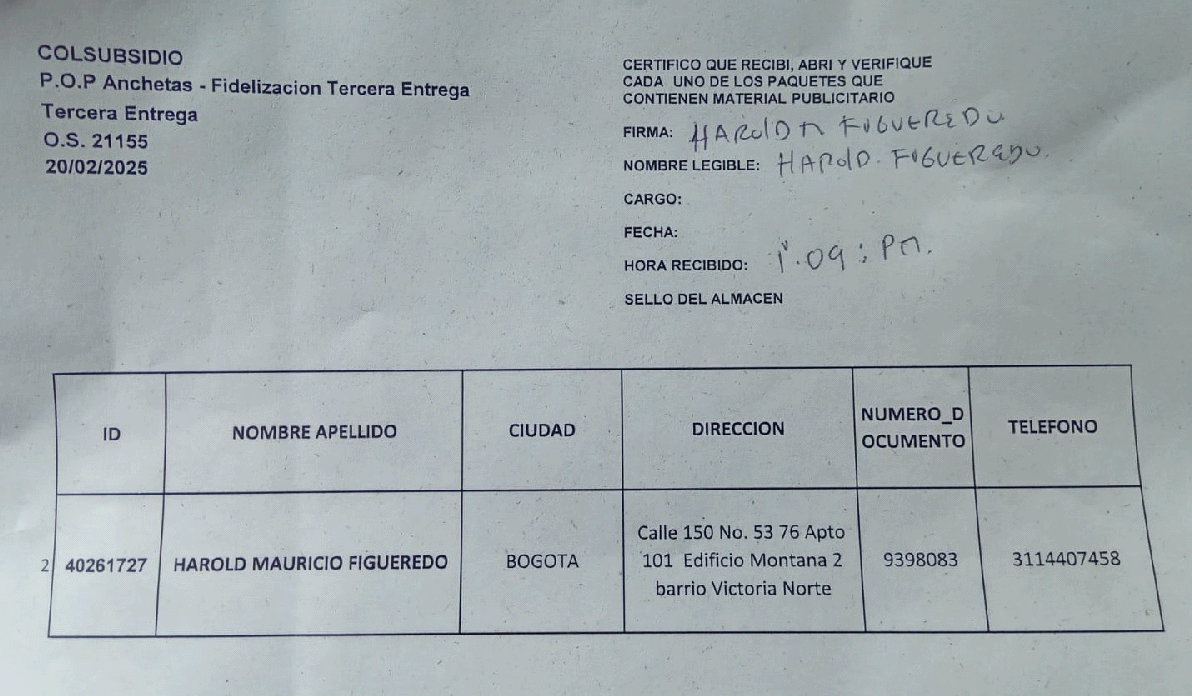 COLSUBSIDIO
P.O.P Anchetas - Fidelizacion Tercera Entrega
Tercera Entrega
O.S. 21155
20/02/2025
CERTIFICO QUE RECIBI, ABRI Y VERIFIQUE
CADA UNO DE LOS PAQUETES QUE
CONTIENEN MATERIAL PUBLICITARIO
FIRMA: HAROlD M FIGUEREDO
NOMBRE LEGIBLE: HAROlD. FIGUEREDO.
CARGO:
FECHA:
HORA RECIBIDO: 1.09; Pm.
SELLO DEL ALMACEN
ID NOMBRE APELLIDO CIUDAD DIRECCION NUMERO_D
OCUMENTO TELEFONO
2 40261727 HAROLD MAURICIO FIGUEREDO BOGOTA Calle 150 No. 53 76 Apto
101 Edificio Montana 2
barrio Victoria Norte 9398083 3114407458